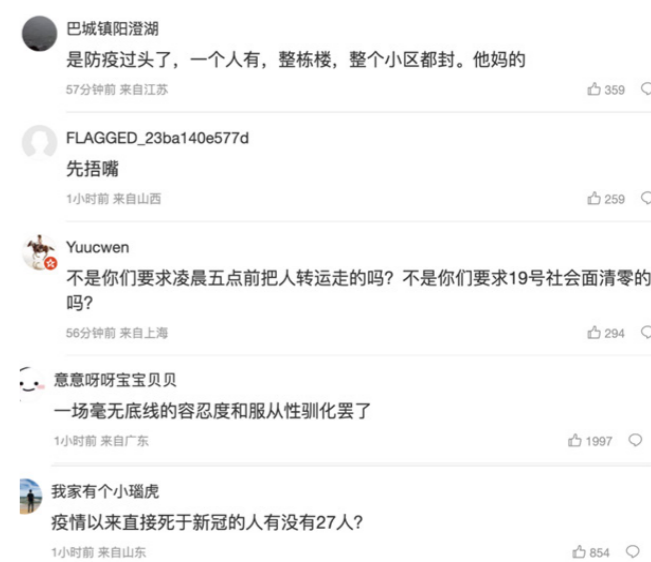 巴城镇阳澄湖
是防疫过头了，一个人有，整栋楼，整个小区都封。他妈的
57分钟前 来自江苏
359
FLAGGED_23ba140e577d
先捂嘴
1小时前 来自山西
259
Yuucwen
不是你们要求凌晨五点前把人转运走的吗？不是你们要求19号社会面清零的
吗?
56分钟前 来自上海
294
意意呀呀宝宝贝贝
一场毫无底线的容忍度和服从性驯化罢了
1小时前 来自广东
1997
我家有个小瑙虎
疫情以来直接死于新冠的人有没有27人?
1小时前 来自山东
854